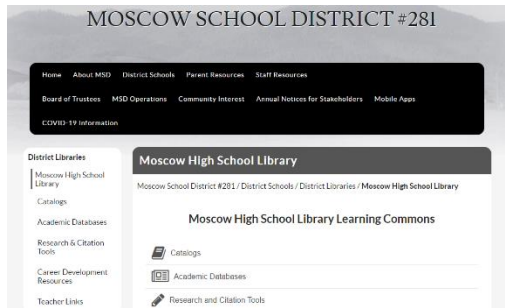 MOSCOW SCHOOL DISTRICT #281
Home About MSD District Schools Parent Resources Staff Resources
Board of Trustees MSD Operations Community Interest Annual Notices for Stakeholders Mobile Apps
COVID-19 Information
District Libraries
Moscow High School
Library
Catalogs
Academic Databases
Research & Citation
Tools
Career Development
Resources
Teacher Links
Moscow High School Library
Moscow School District #281 / District Schools / District Libraries / Moscow High School Library
Moscow High School Library Learning Commons
Catalogs
Academic Databases
Research and Citation Tools